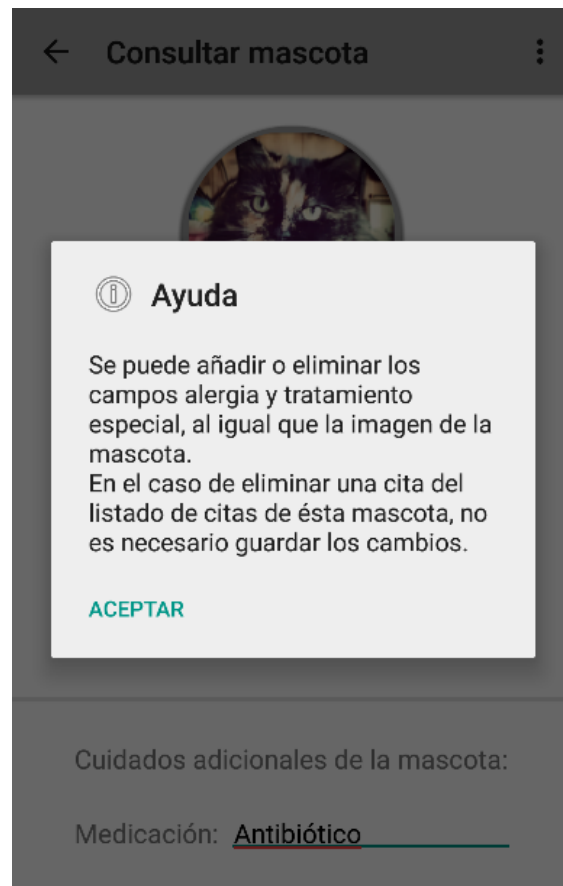 Consultar mascota
Ayuda
Se puede añadir o eliminar los
campos alergia y tratamiento
especial, al igual que la imagen de la
mascota.
En el caso de eliminar una cita del
listado de citas de ésta mascota, no
es necesario guardar los cambios.
ACEPTAR
Cuidados adicionales de la mascota:
Medicación: Antibiótico